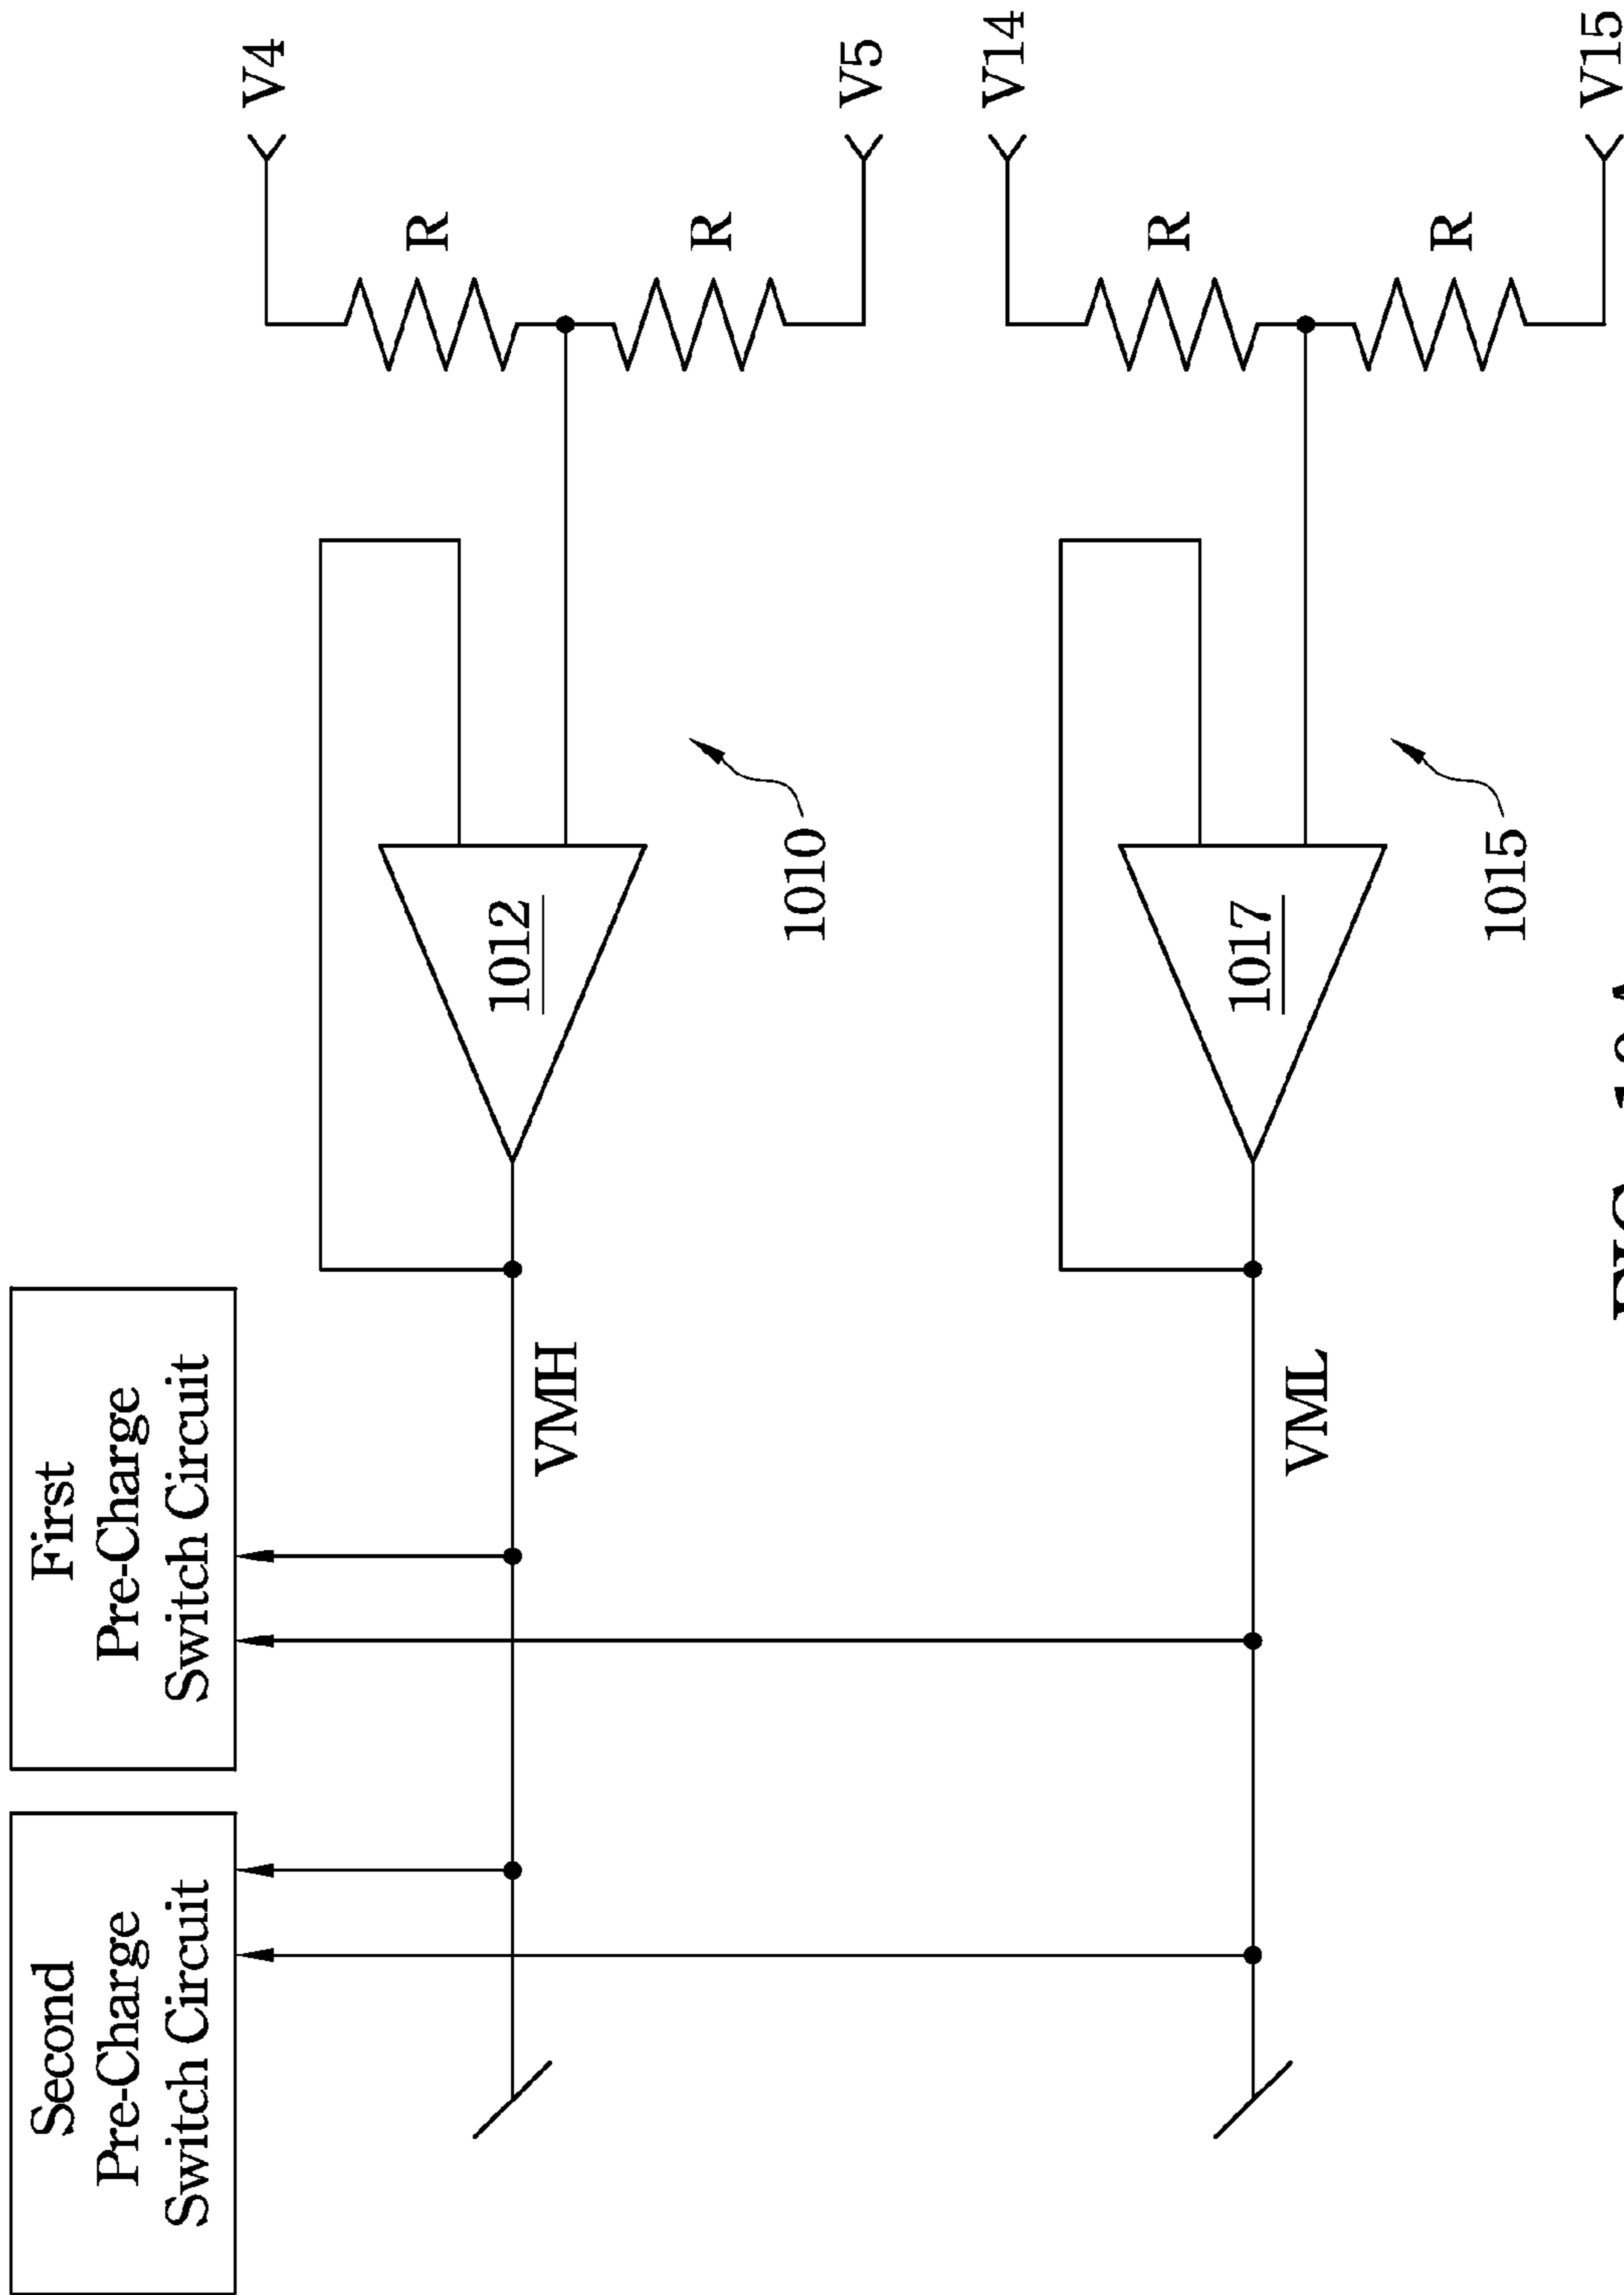 Second
Pre-Charge
Switch Circuit
First
Pre-Charge
Switch Circuit
VMH
VML
1012
1010
1017
1015
R
R
R
R
V4
V5
V14
V15